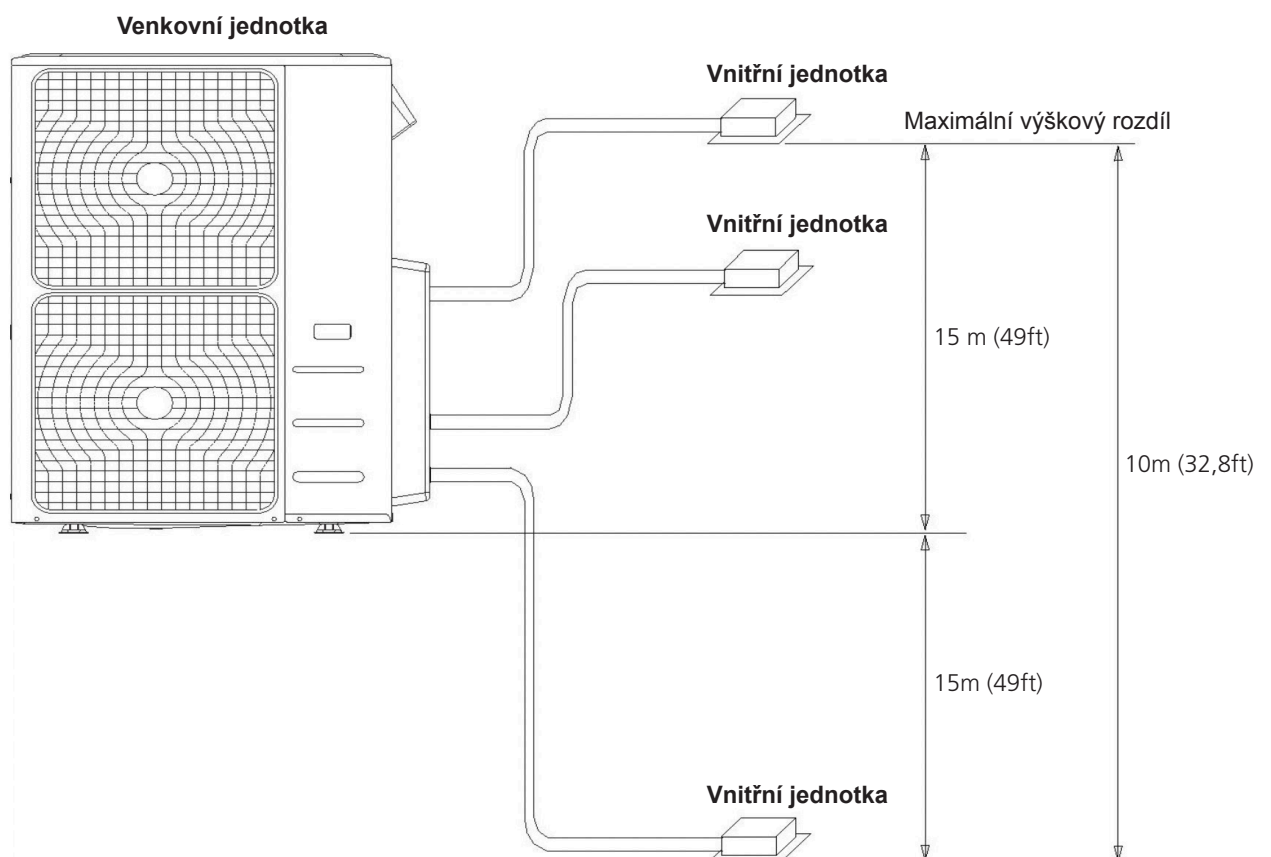 Venkovní jednotka
Vnitřní jednotka
Maximální výškový rozdíl
Vnitřní jednotka
15 m (49ft)
10m (32,8ft)
15m (49ft)
Vnitřní jednotka